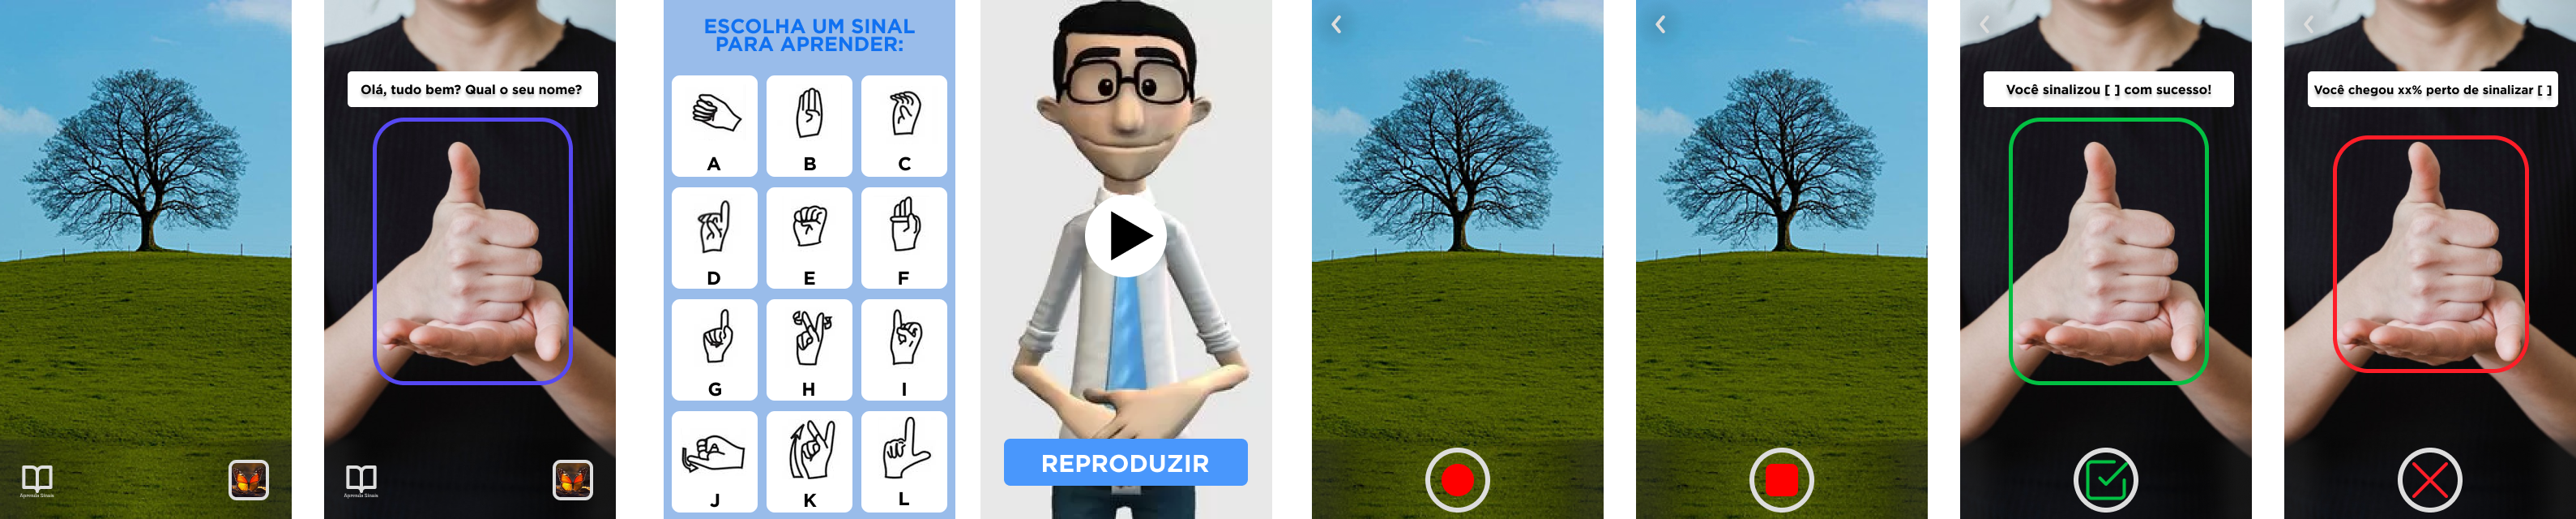 Aprenda Sinais
Olá, tudo bem? Qual o seu nome?
Aprenda Sinais
ESCOLHA UM SINAL
PARA APRENDER:
A
B
C
D
E
F
G
H
I
J
K
L
REPRODUZIR
Você sinalizou [ ] com sucesso!
Você chegou xx% perto de sinalizar [ ]